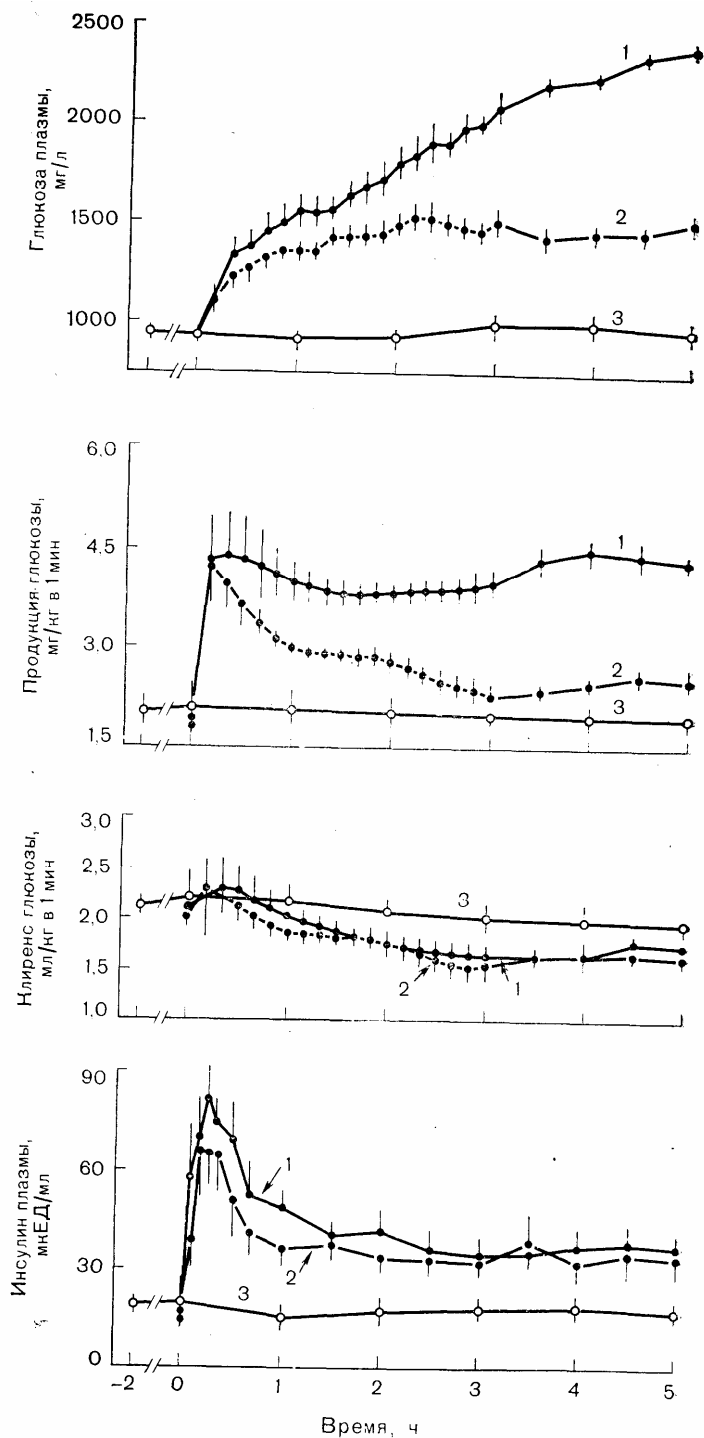 Глюкоза плазмы,
мг/л
2500
2000
1500
1000
1
2
3
Продукция глюкозы,
мг/кг в 1 мин
6,0
4.5
3.0
1.5
1
2
3
Клиренс глюкозы,
мл/кг в 1 мин
3,0
2,5
2,0
1,5
1,0
3
2
1
Инсулин плазмы,
мкЕД/мл
90
60
30
0
1
2
3
-2 0 1 2 3 4 5
Время, ч